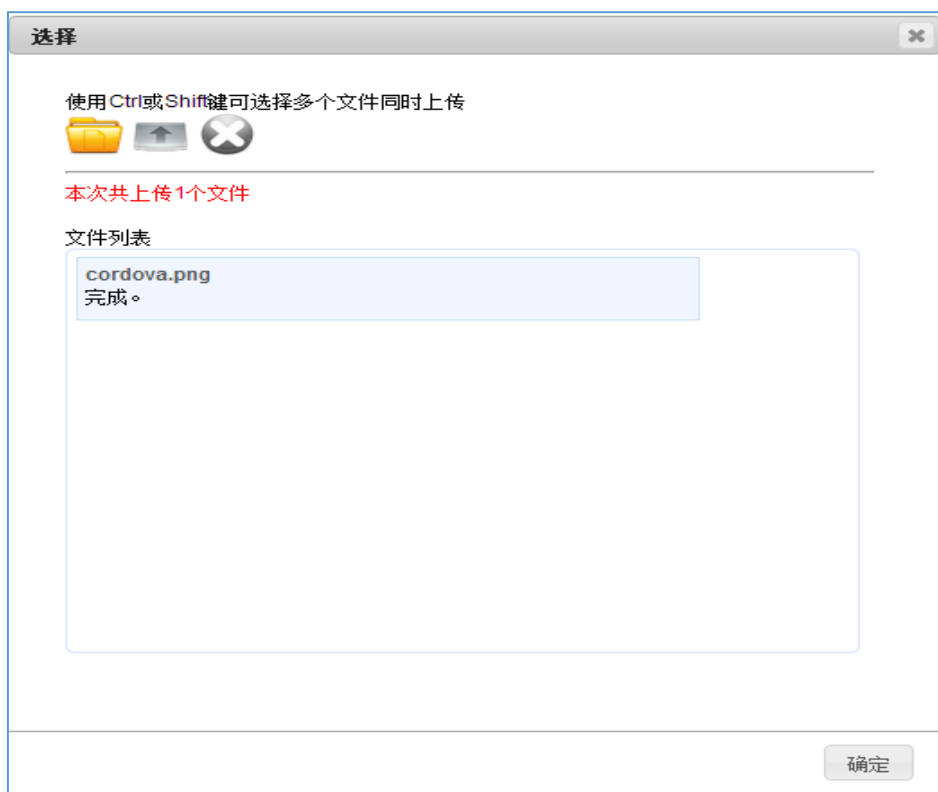 选择
使用Ctrl或Shift键可选择多个文件同时上传
本次共上传1个文件
文件列表
cordova.png
完成。
确定